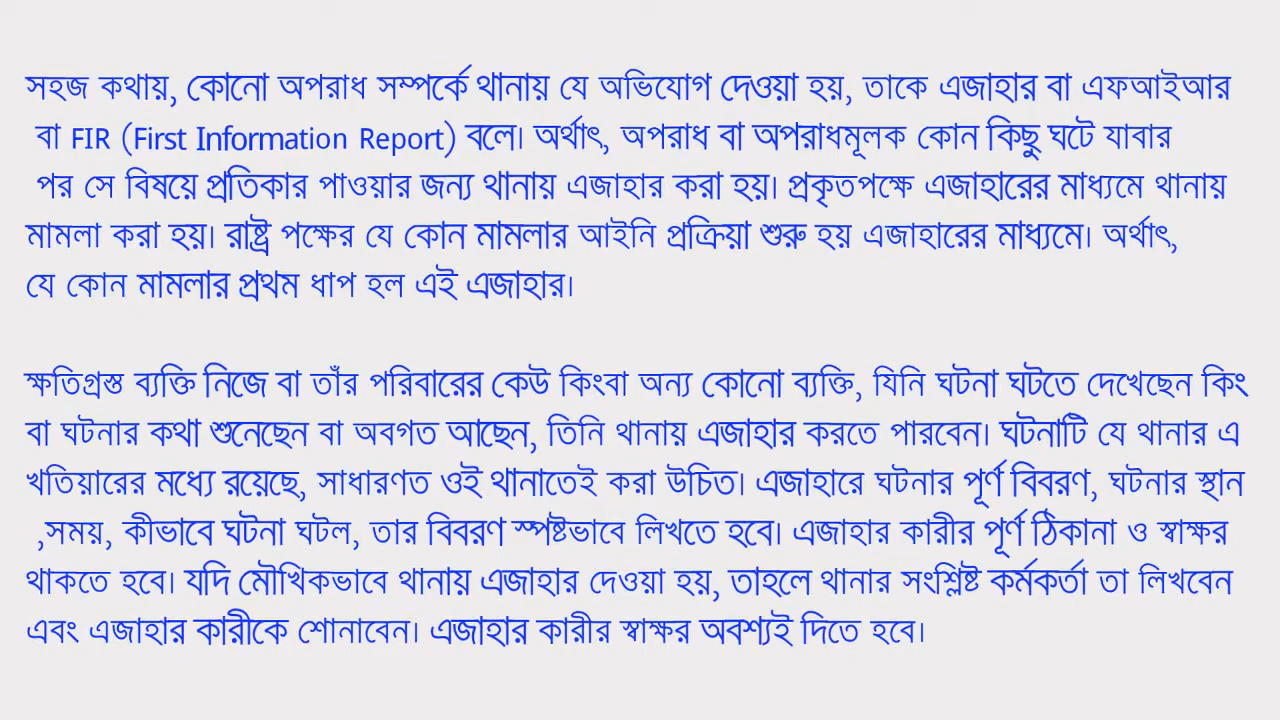 সহজ কথায়, কোনো অপরাধ সম্পর্কে থানায় যে অভিযোগ দেওয়া হয়, তাকে এজাহার বা এফআইআর
বা FIR (First Information Report) বলে। অর্থাৎ, অপরাধ বা অপরাধমূলক কোন কিছু ঘটে যাবার
পর সে বিষয়ে প্রতিকার পাওয়ার জন্য থানায় এজাহার করা হয়। প্রকৃতপক্ষে এজাহারের মাধ্যমে থানায়
মামলা করা হয়। রাষ্ট্র পক্ষের যে কোন মামলার আইনি প্রক্রিয়া শুরু হয় এজাহারের মাধ্যমে। অর্থাৎ,
যে কোন মামলার প্রথম ধাপ হল এই এজাহার।
ক্ষতিগ্রস্ত ব্যক্তি নিজে বা তাঁর পরিবারের কেউ কিংবা অন্য কোনো ব্যক্তি, যিনি ঘটনা ঘটতে দেখেছেন কিং
বা ঘটনার কথা শুনেছেন বা অবগত আছেন, তিনি থানায় এজাহার করতে পারবেন। ঘটনাটি যে থানার এ
খতিয়ারের মধ্যে রয়েছে, সাধারণত ওই থানাতেই করা উচিত। এজাহারে ঘটনার পূর্ণ বিবরণ, ঘটনার স্থান
,সময়, কীভাবে ঘটনা ঘটল, তার বিবরণ স্পষ্টভাবে লিখতে হবে। এজাহার কারীর পূর্ণ ঠিকানা ও স্বাক্ষর
থাকতে হবে। যদি মৌখিকভাবে থানায় এজাহার দেওয়া হয়, তাহলে থানার সংশ্লিষ্ট কর্মকর্তা তা লিখবেন
এবং এজাহার কারীকে শোনাবেন। এজাহার কারীর স্বাক্ষর অবশ্যই দিতে হবে।